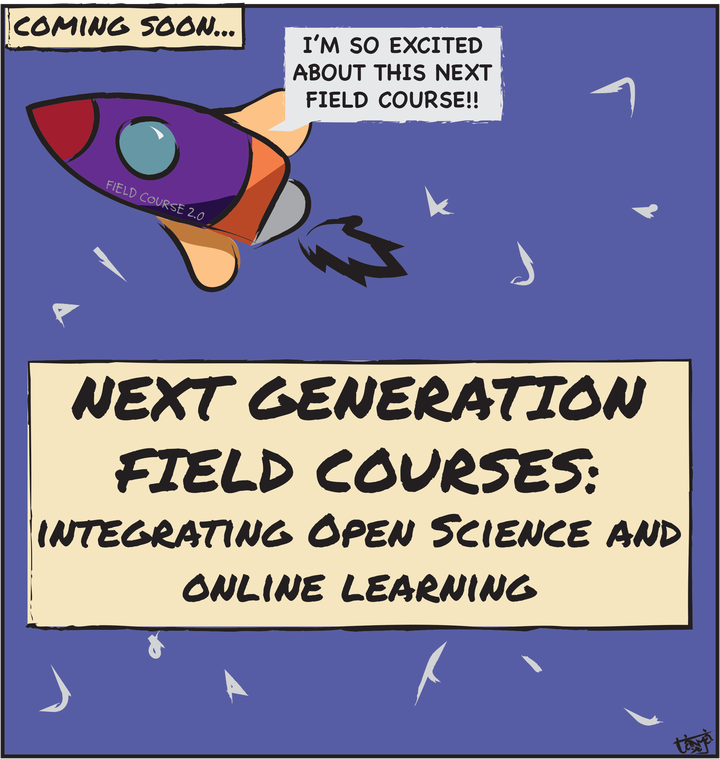 COMING SOON...
I'M SO EXCITED
ABOUT THIS NEXT
FIELD COURSE!!
FIELD COURSE 2.0
NEXT GENERATION
FIELD COURSES:
INTEGRATING OPEN SCIENCE AND
ONLINE LEARNING